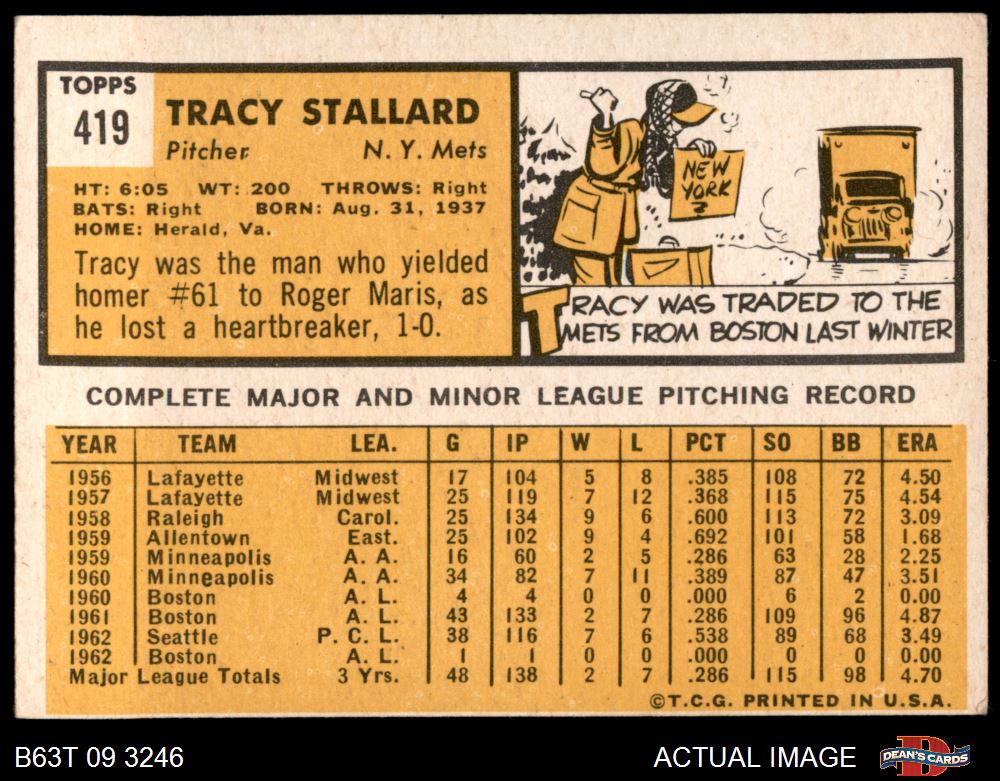 TOPPS
419
TRACY STALLARD
Pitcher N. Y. Mets
HT: 6:05 WT: 200 THROWS: Right
BATS: Right BORN: Aug. 31, 1937
HOME: Herald, Va.
Tracy was the man who yielded
homer #61 to Roger Maris, as
he lost a heartbreaker, 1-0.
NEW
YORK
?
TRACY WAS TRADED TO THE
METS FROM BOSTON LAST WINTER
COMPLETE MAJOR AND MINOR LEAGUE PITCHING RECORD
YEAR TEAM LEA. G IP W L PCT SO BB ERA
1956 Lafayette Midwest 17 104 5 8 .385 108 72 4.50
1957 Lafayette Midwest 25 119 7 12 .368 115 75 4.54
1958 Raleigh Carol. 25 134 9 6 .600 113 72 3.09
1959 Allentown East. 25 102 9 4 .692 101 58 1.68
1959 Minneapolis A. A. 16 60 2 5 .286 63 28 2.25
1960 Minneapolis A. A. 34 82 7 11 .389 87 47 3.51
1960 Boston A. L. 4 4 0 0 .000 6 2 0.00
1961 Boston A. L. 43 133 2 7 .286 109 96 4.87
1962 Seattle P. C. L. 38 116 7 6 .538 89 68 3.49
1962 Boston A. L. 1 1 0 0 .000 0 0 0.00
Major League Totals 3 Yrs. 48 138 2 7 .286 115 98 4.70
©T.C.G. PRINTED IN U.S.A.
B63T 09 3246 ACTUAL IMAGE DEAN'S CARDS